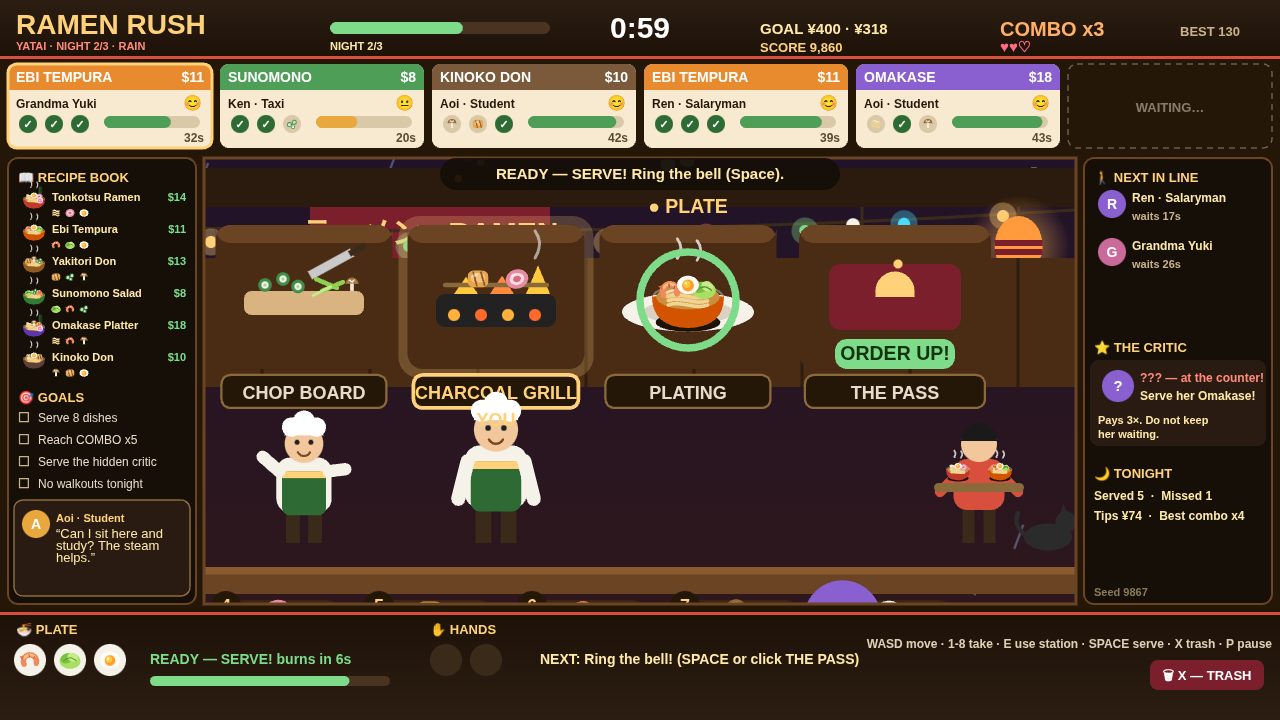 RAMEN RUSH
YATAI · NIGHT 2/3 · RAIN
NIGHT 2/3
0:59
GOAL ¥400 · ¥318
SCORE 9,860
COMBO x3
BEST 130
EBI TEMPURA $11
Grandma Yuki
32s
SUNOMONO $8
Ken · Taxi
20s
KINOKO DON $10
Aoi · Student
42s
EBI TEMPURA $11
Ren · Salaryman
39s
OMAKASE $18
Aoi · Student
43s
WAITING…
RECIPE BOOK
Tonkotsu Ramen $14
Ebi Tempura $11
Yakitori Don $13
Sunomono Salad $8
Omakase Platter $18
Kinoko Don $10
GOALS
Serve 8 dishes
Reach COMBO x5
Serve the hidden critic
No walkouts tonight
A
Aoi · Student
“Can I sit here and
study? The steam
helps.”
READY — SERVE! Ring the bell (Space).
● PLATE
RAMEN
ORDER UP!
CHOP BOARD
CHARCOAL GRILL
PLATING
THE PASS
YOU
4 5 6 7
NEXT IN LINE
R
Ren · Salaryman
waits 17s
G
Grandma Yuki
waits 26s
THE CRITIC
?
??? — at the counter!
Serve her Omakase!
Pays 3×. Do not keep
her waiting.
TONIGHT
Served 5 · Missed 1
Tips ¥74 · Best combo x4
Seed 9867
PLATE
READY — SERVE! burns in 6s
HANDS
NEXT: Ring the bell! (SPACE or click THE PASS)
WASD move · 1-8 take · E use station · SPACE serve · X trash · P pause
X — TRASH